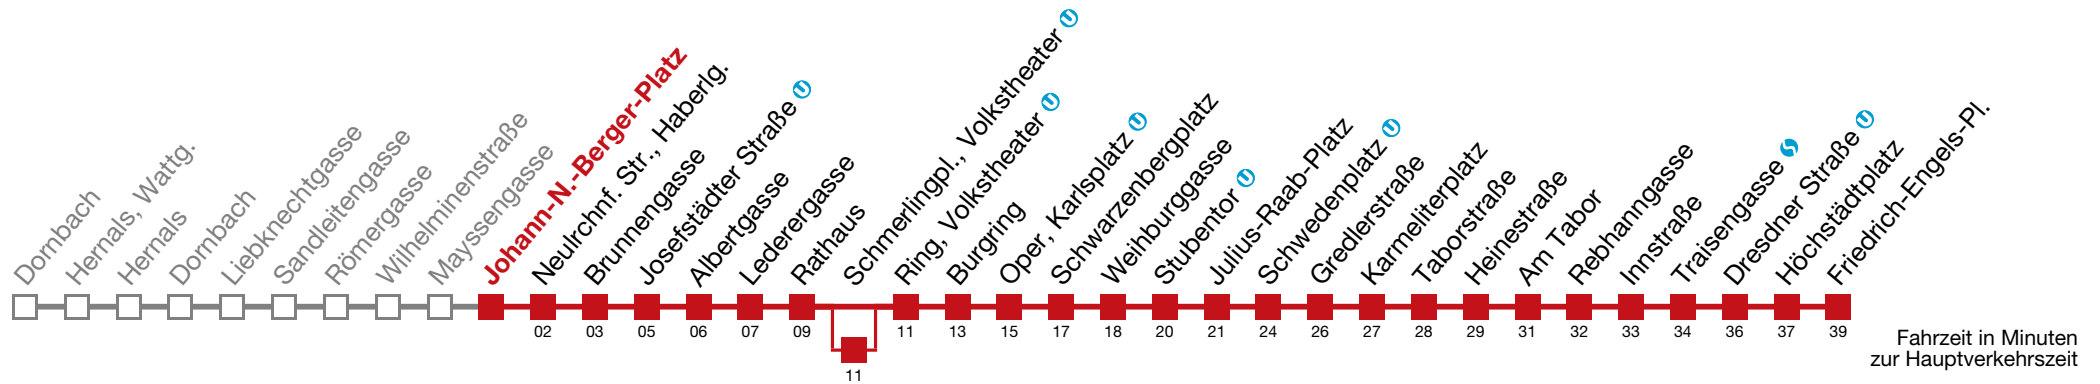 Dornbach
Hernals, Wattg.
Hernals
Dornbach
Liebknechtgasse
Sandleitengasse
Römergasse
Wilhelminenstraße
Mayssengasse
Johann-N.-Berger-Platz
Neulrchnf. Str., Haberlg.
Brunnengasse
Josefstädter Straße U
Albertgasse
Lederergasse
Rathaus
Schmerlingpl., Volkstheater U
Ring, Volkstheater U
Burgring
Oper, Karlsplatz U
Schwarzenbergplatz
Weihburggasse
Stubentor U
Julius-Raab-Platz
Schwedenplatz U
Gredlerstraße
Karmeliterplatz
Taborstraße
Heinestraße
Am Tabor
Rebhanngasse
Innstraße
Traisengasse S
Dresdner Straße U
Höchstädtplatz
Friedrich-Engels-Pl.
02 03 05 06 07 09 11 13 15 17 18 20 21 24 26 27 28 29 31 32 33 34 36 37 39
11
Fahrzeit in Minuten
zur Hauptverkehrszeit